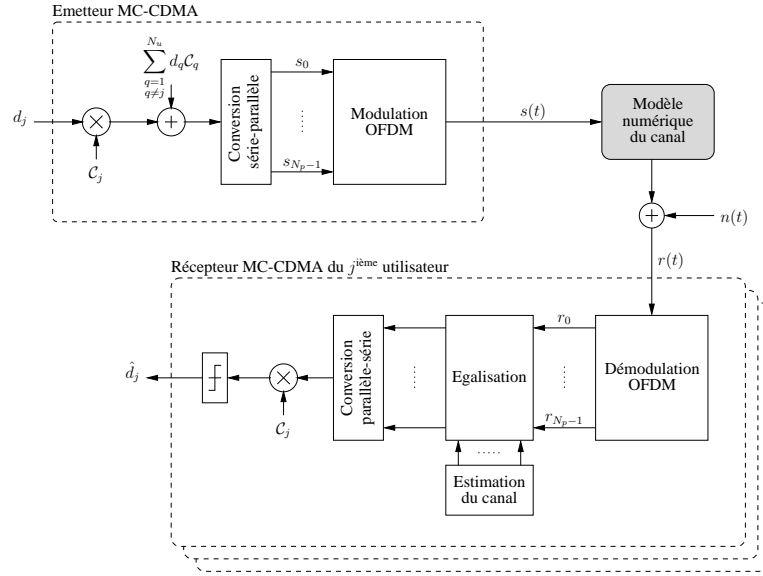 Emetteur MC-CDMA
N_u
∑ d_q C_q
q=1
q≠j
d_j
×
+
C_j
Conversion
série-parallèle
s_0
.....
s_{N_p−1}
Modulation
OFDM
s(t)
Modèle
numérique
du canal
+
n(t)
r(t)
Récepteur MC-CDMA du j^ième utilisateur
d̂_j
×
C_j
Conversion
parallèle-série
.....
Egalisation
r_0
.....
r_{N_p−1}
Démodulation
OFDM
.....
Estimation
du canal